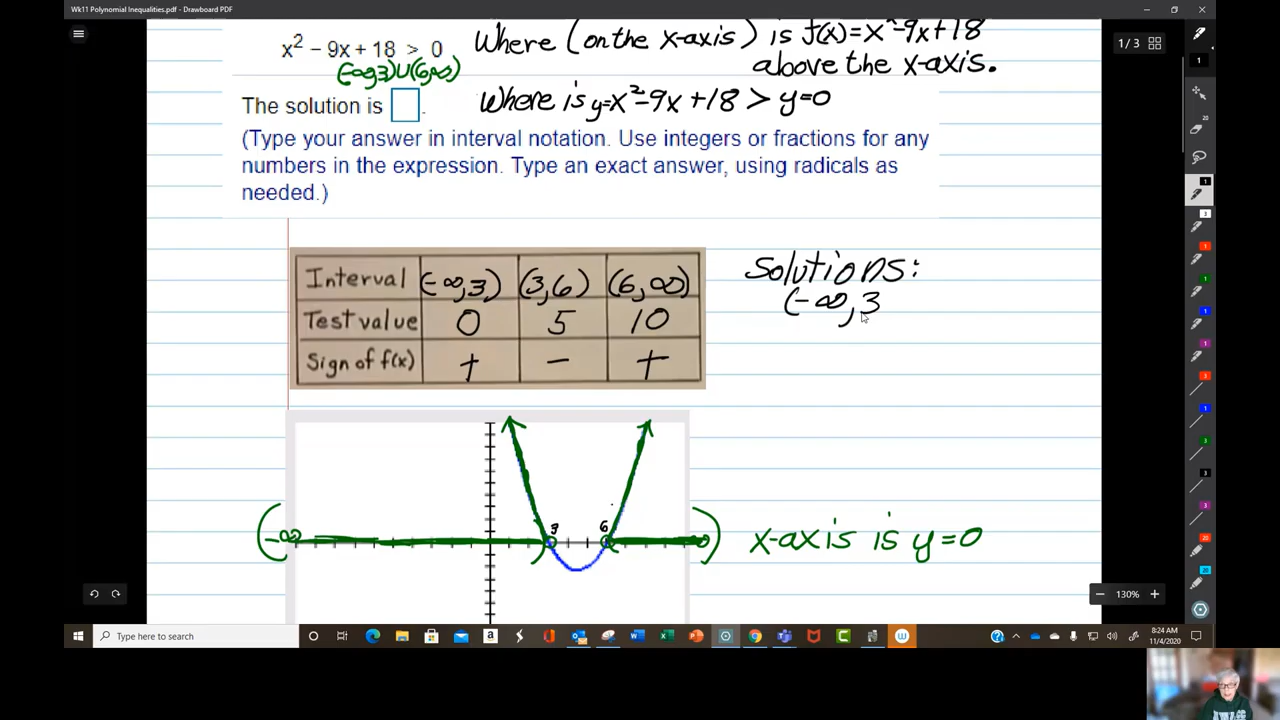 Wk11 Polynomial Inequalities.pdf - Drawboard PDF
1/3
x² − 9x + 18 > 0
(-∞,3)∪(6,∞)
Where (on the x-axis) is f(x)=x²-9x+18
above the x-axis.
The solution is
Where is y=x²-9x+18 > y=0
(Type your answer in interval notation. Use integers or fractions for any
numbers in the expression. Type an exact answer, using radicals as
needed.)
Interval (-∞,3) (3,6) (6,∞)
Test value 0 5 10
Sign of f(x) + − +
Solutions:
(-∞,3
3 6
(-∞ )
) ( ∞)
x-axis is y=0
130%
Type here to search
8:24 AM
11/4/2020